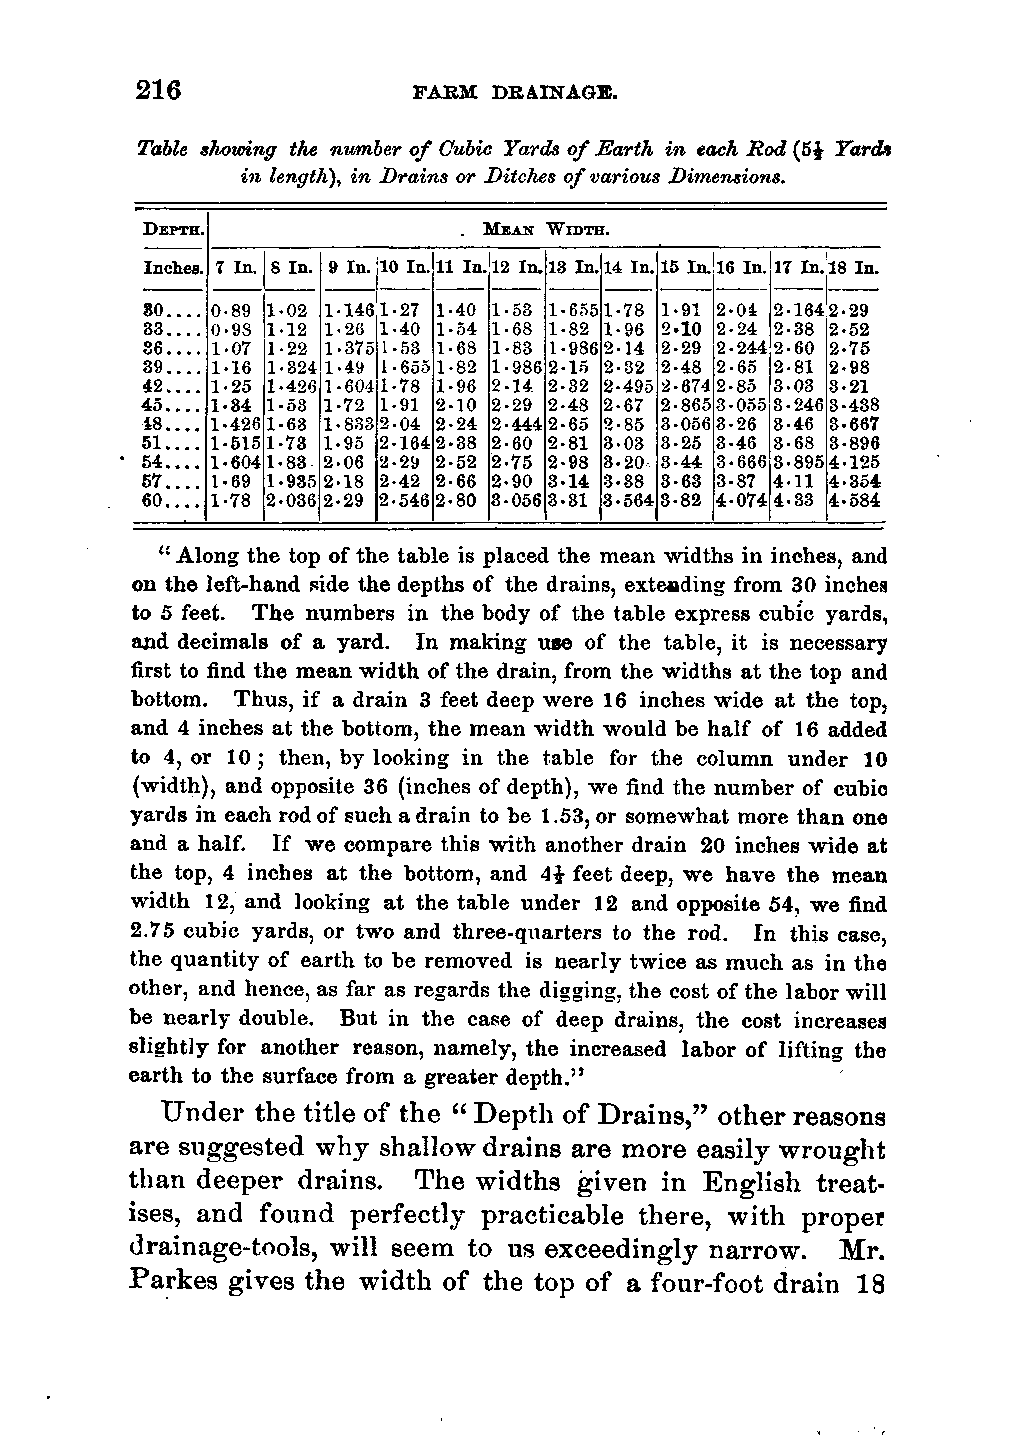 216 FARM DRAINAGE.
Table showing the number of Cubic Yards of Earth in each Rod (5½ Yards
in length), in Drains or Ditches of various Dimensions.
DEPTH. MEAN WIDTH.
Inches. 7 In. 8 In. 9 In. 10 In. 11 In. 12 In. 13 In. 14 In. 15 In. 16 In. 17 In. 18 In.
30.... 0·89 1·02 1·146 1·27 1·40 1·53 1·655 1·78 1·91 2·04 2·164 2·29
33.... 0·98 1·12 1·26 1·40 1·54 1·68 1·82 1·96 2·10 2·24 2·38 2·52
36.... 1·07 1·22 1·375 1·53 1·68 1·83 1·986 2·14 2·29 2·244 2·60 2·75
39.... 1·16 1·324 1·49 1·655 1·82 1·986 2·15 2·32 2·48 2·65 2·81 2·98
42.... 1·25 1·426 1·604 1·78 1·96 2·14 2·32 2·495 2·674 2·85 3·03 3·21
45.... 1·34 1·53 1·72 1·91 2·10 2·29 2·48 2·67 2·865 3·055 3·246 3·438
48.... 1·426 1·63 1·833 2·04 2·24 2·444 2·65 2·85 3·056 3·26 3·46 3·667
51.... 1·515 1·73 1·95 2·164 2·38 2·60 2·81 3·03 3·25 3·46 3·68 3·896
54.... 1·604 1·83 2·06 2·29 2·52 2·75 2·98 3·20 3·44 3·666 3·895 4·125
57.... 1·69 1·935 2·18 2·42 2·66 2·90 3·14 3·38 3·63 3·87 4·11 4·354
60.... 1·78 2·036 2·29 2·546 2·80 3·056 3·31 3·564 3·82 4·074 4·33 4·584
"Along the top of the table is placed the mean widths in inches, and
on the left-hand side the depths of the drains, extending from 30 inches
to 5 feet. The numbers in the body of the table express cubic yards,
and decimals of a yard. In making use of the table, it is necessary
first to find the mean width of the drain, from the widths at the top and
bottom. Thus, if a drain 3 feet deep were 16 inches wide at the top,
and 4 inches at the bottom, the mean width would be half of 16 added
to 4, or 10; then, by looking in the table for the column under 10
(width), and opposite 36 (inches of depth), we find the number of cubic
yards in each rod of such a drain to be 1.53, or somewhat more than one
and a half. If we compare this with another drain 20 inches wide at
the top, 4 inches at the bottom, and 4½ feet deep, we have the mean
width 12, and looking at the table under 12 and opposite 54, we find
2.75 cubic yards, or two and three-quarters to the rod. In this case,
the quantity of earth to be removed is nearly twice as much as in the
other, and hence, as far as regards the digging, the cost of the labor will
be nearly double. But in the case of deep drains, the cost increases
slightly for another reason, namely, the increased labor of lifting the
earth to the surface from a greater depth."
Under the title of the "Depth of Drains," other reasons
are suggested why shallow drains are more easily wrought
than deeper drains. The widths given in English treat-
ises, and found perfectly practicable there, with proper
drainage-tools, will seem to us exceedingly narrow. Mr.
Parkes gives the width of the top of a four-foot drain 18